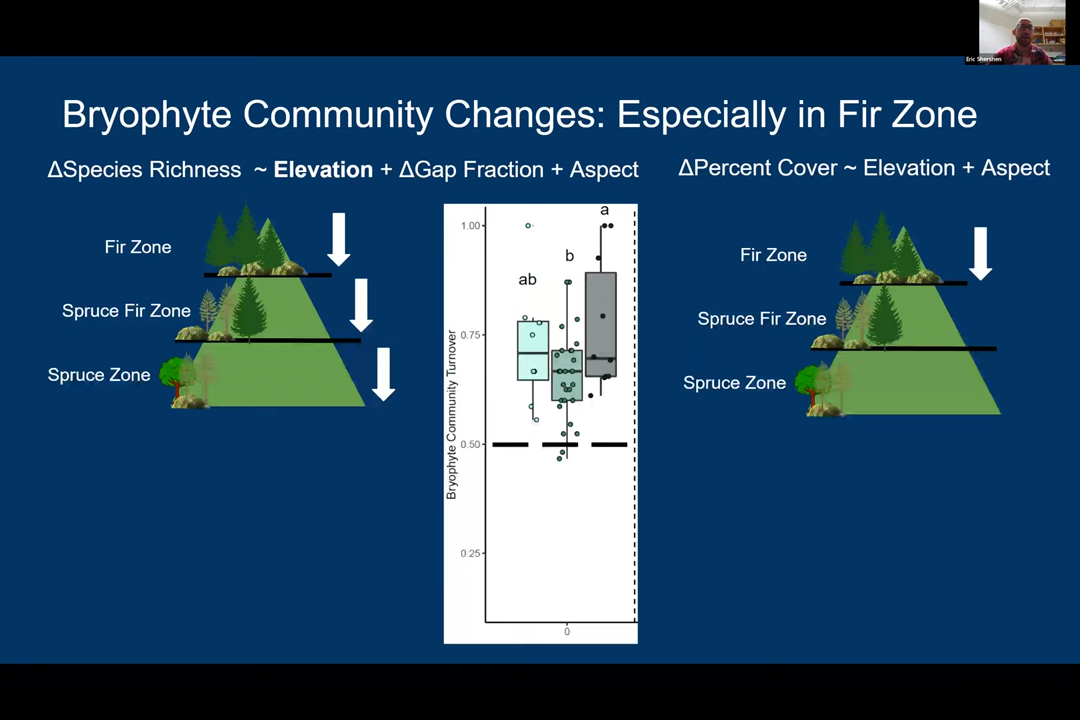 Eric Shershen
Bryophyte Community Changes: Especially in Fir Zone
ΔSpecies Richness ~ Elevation + ΔGap Fraction + Aspect
ΔPercent Cover ~ Elevation + Aspect
Fir Zone
Spruce Fir Zone
Spruce Zone
Bryophyte Community Turnover
1.00
0.75
0.50
0.25
0
ab
b
a
Fir Zone
Spruce Fir Zone
Spruce Zone